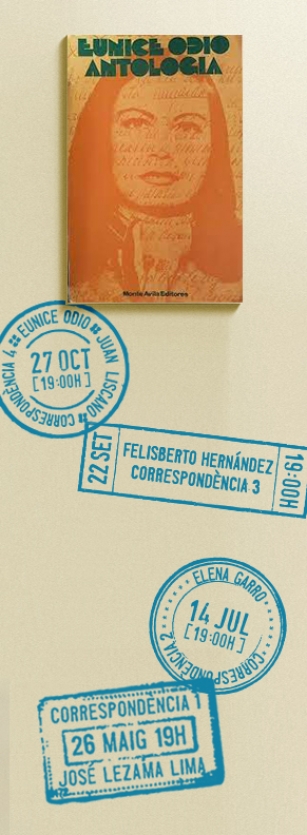 EUNICE ODIO
ANTOLOGIA
Monte Avila Editores
EUNICE ODIO JUAN LISCANO CORRESPONDÈNCIA 4
27 OCT
[19:00H]
22 SET
FELISBERTO HERNÁNDEZ
CORRESPONDÈNCIA 3
19:00H
ELENA GARRO
14 JUL
[19:00H]
CORRESPONDÈNCIA 2
CORRESPONDÈNCIA 1
26 MAIG 19H
JOSÉ LEZAMA LIMA